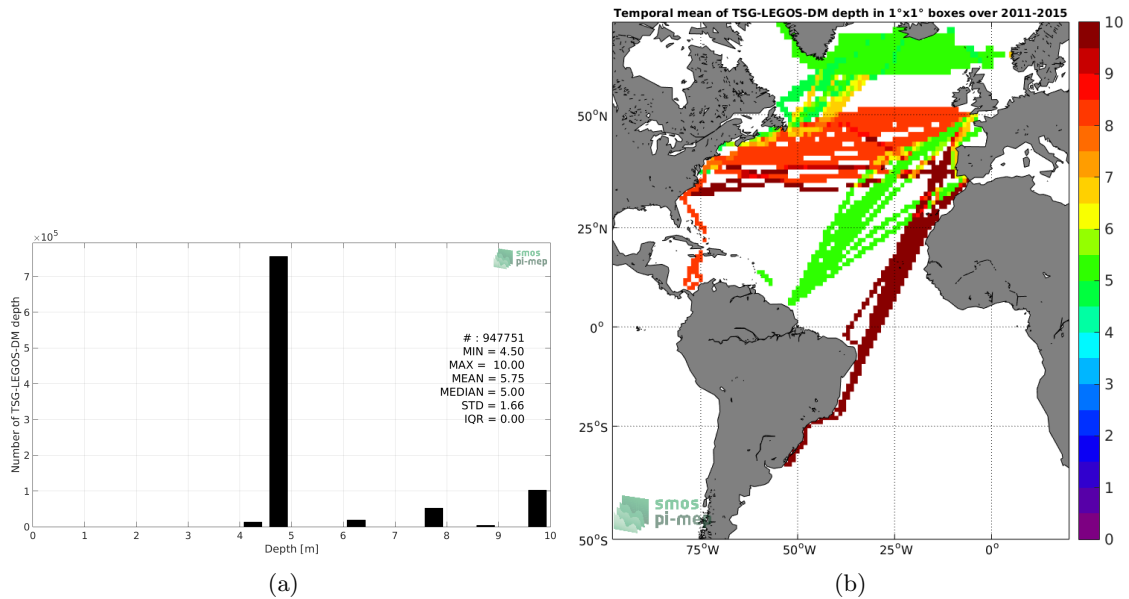 ×10⁵
7
6
5
4
3
2
1
0
Number of TSG-LEGOS-DM depth
smos
pi-mep
# : 947751
MIN = 4.50
MAX = 10.00
MEAN = 5.75
MEDIAN = 5.00
STD = 1.66
IQR = 0.00
0 1 2 3 4 5 6 7 8 9 10
Depth [m]
(a)
Temporal mean of TSG-LEGOS-DM depth in 1°x1° boxes over 2011-2015
50°N
25°N
0°
25°S
50°S
75°W 50°W 25°W 0°
smos
pi-mep
10
9
8
7
6
5
4
3
2
1
0
(b)